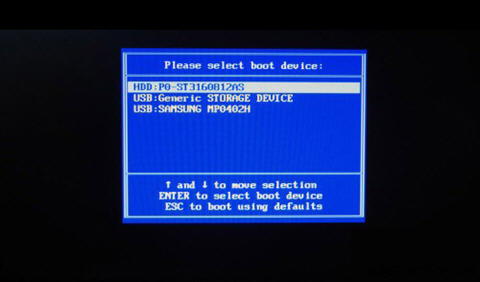 Please select boot device:
HDD:P0-ST3160812AS
USB:Generic STORAGE DEVICE
USB:SAMSUNG MP0402H
↑ and ↓ to move selection
ENTER to select boot device
ESC to boot using defaults